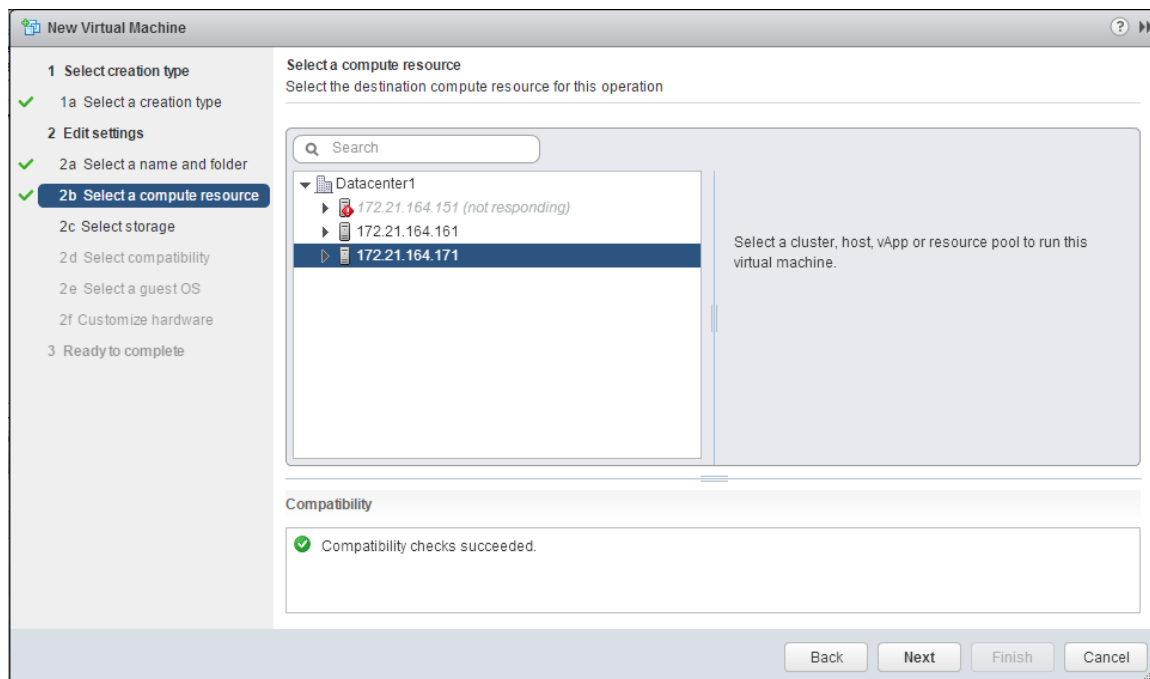 New Virtual Machine
?
1 Select creation type
1a Select a creation type
2 Edit settings
2a Select a name and folder
2b Select a compute resource
2c Select storage
2d Select compatibility
2e Select a guest OS
2f Customize hardware
3 Ready to complete
Select a compute resource
Select the destination compute resource for this operation
Search
Datacenter1
172.21.164.151 (not responding)
172.21.164.161
172.21.164.171
Select a cluster, host, vApp or resource pool to run this
virtual machine.
Compatibility
Compatibility checks succeeded.
Back Next Finish Cancel